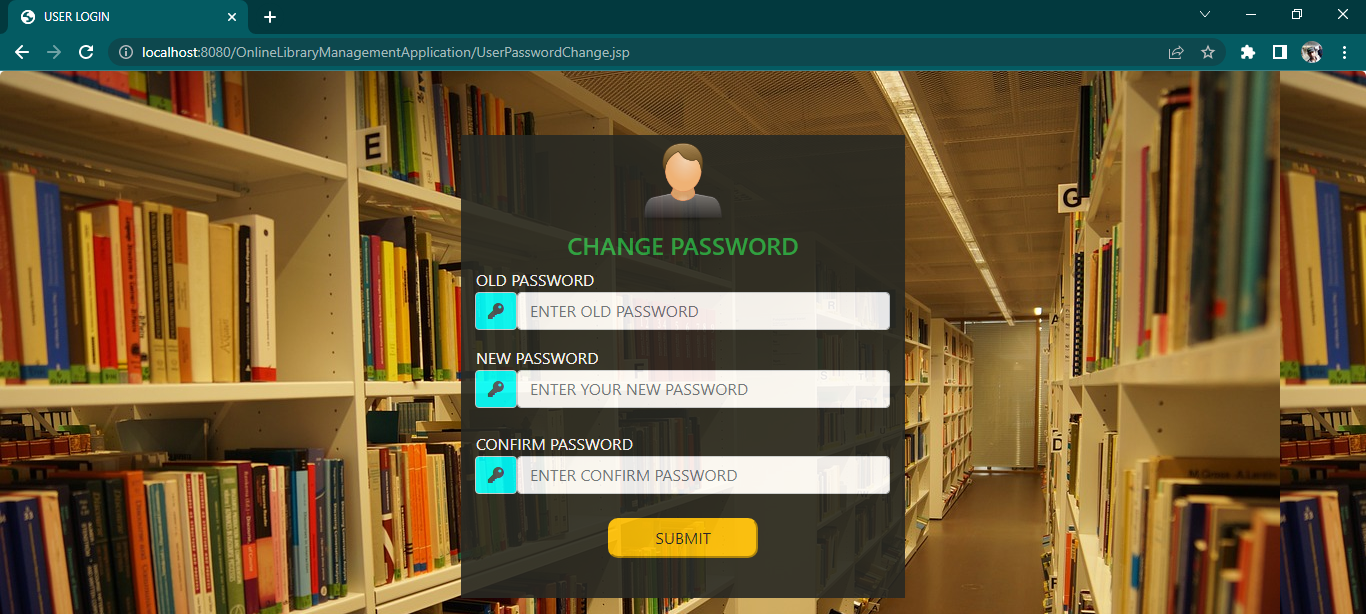 USER LOGIN
localhost:8080/OnlineLibraryManagementApplication/UserPasswordChange.jsp
E
G
CHANGE PASSWORD
OLD PASSWORD
ENTER OLD PASSWORD
NEW PASSWORD
ENTER YOUR NEW PASSWORD
CONFIRM PASSWORD
ENTER CONFIRM PASSWORD
D
SUBMIT
F